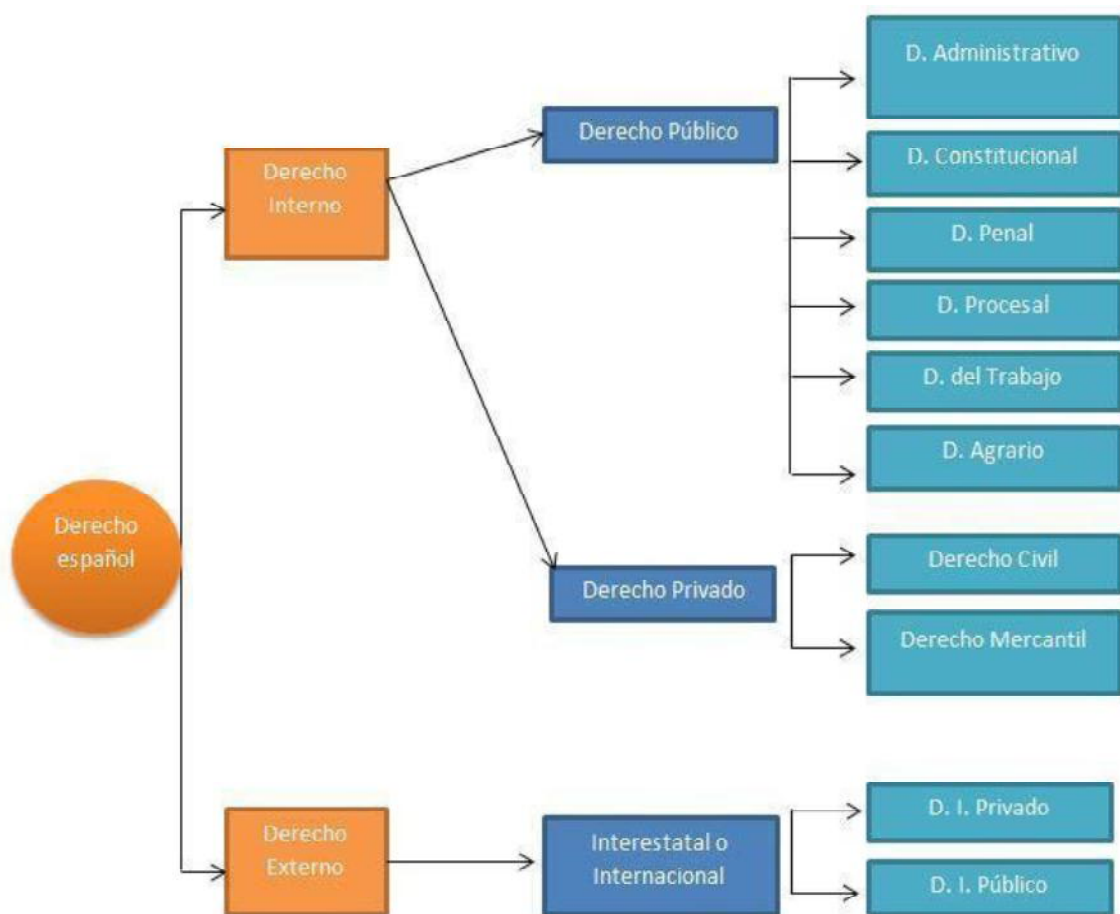 Derecho
español
Derecho
Interno
Derecho Público
D. Administrativo
D. Constitucional
D. Penal
D. Procesal
D. del Trabajo
D. Agrario
Derecho Privado
Derecho Civil
Derecho Mercantil
Derecho
Externo
Interestatal o
Internacional
D. I. Privado
D. I. Público